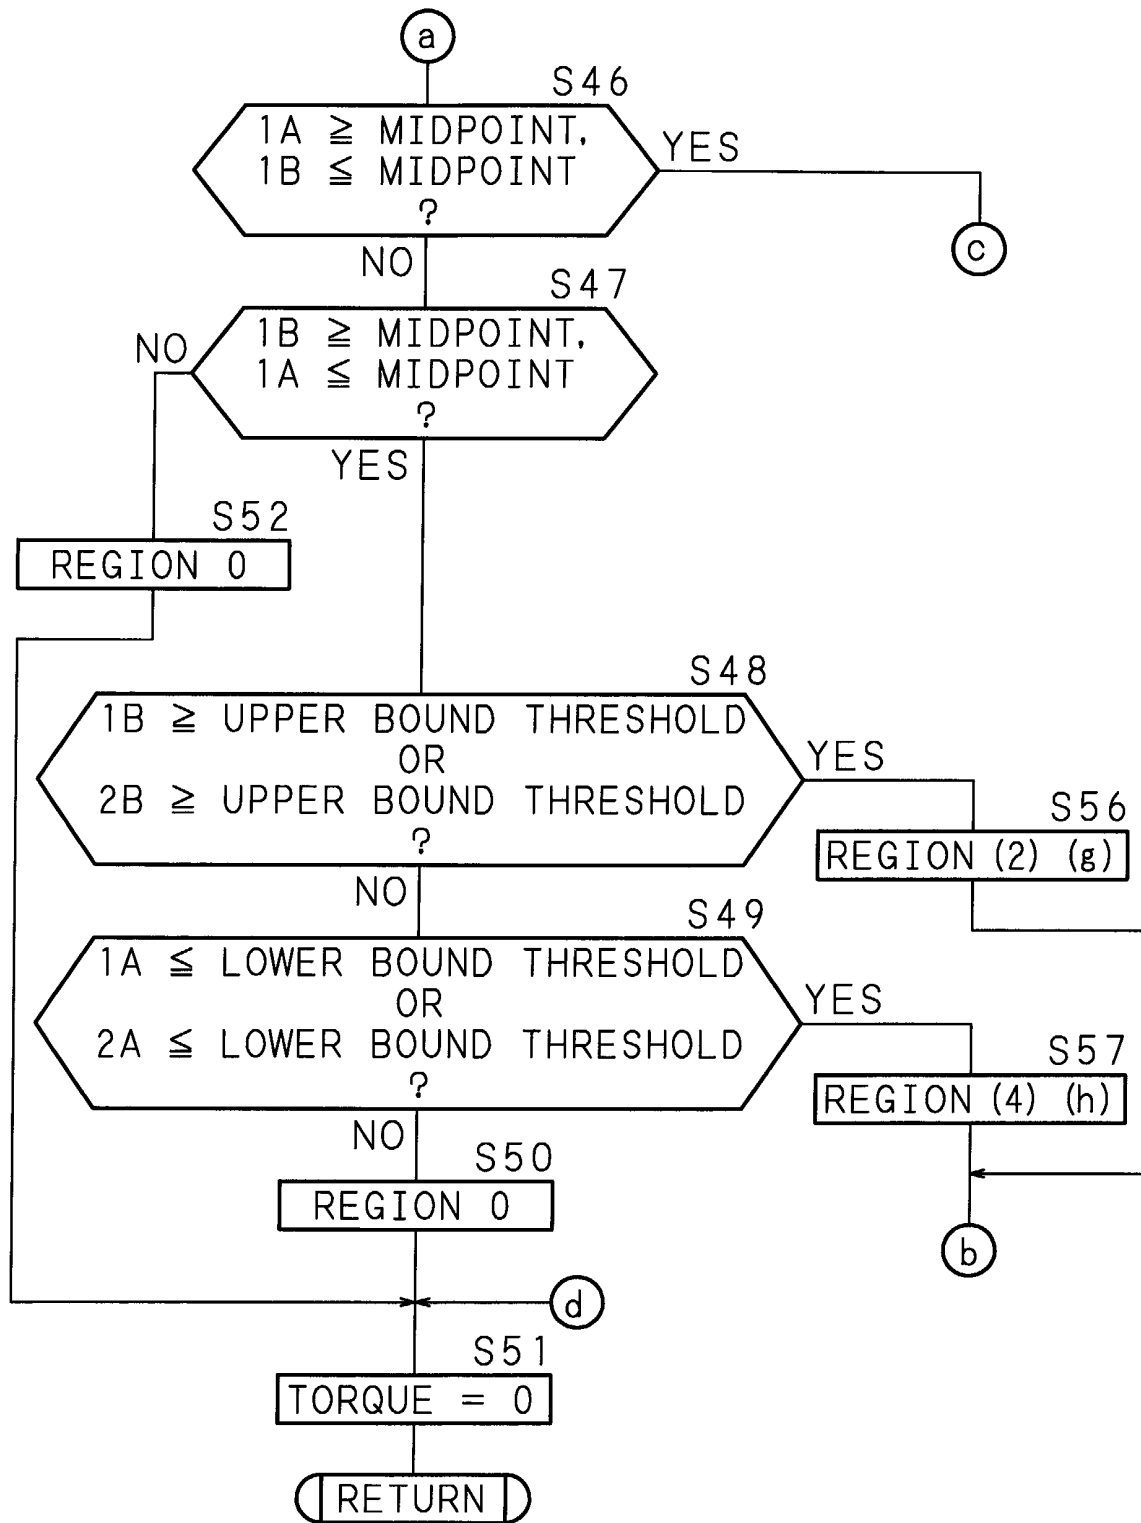 a
S46
1A ≧ MIDPOINT,
1B ≦ MIDPOINT
?
YES
c
NO
S47
1B ≧ MIDPOINT,
1A ≦ MIDPOINT
?
NO
YES
S52
REGION 0
S48
1B ≧ UPPER BOUND THRESHOLD
OR
2B ≧ UPPER BOUND THRESHOLD
?
YES
S56
REGION (2) (g)
NO
S49
1A ≦ LOWER BOUND THRESHOLD
OR
2A ≦ LOWER BOUND THRESHOLD
?
YES
S57
REGION (4) (h)
NO
S50
REGION 0
b
d
S51
TORQUE = 0
RETURN